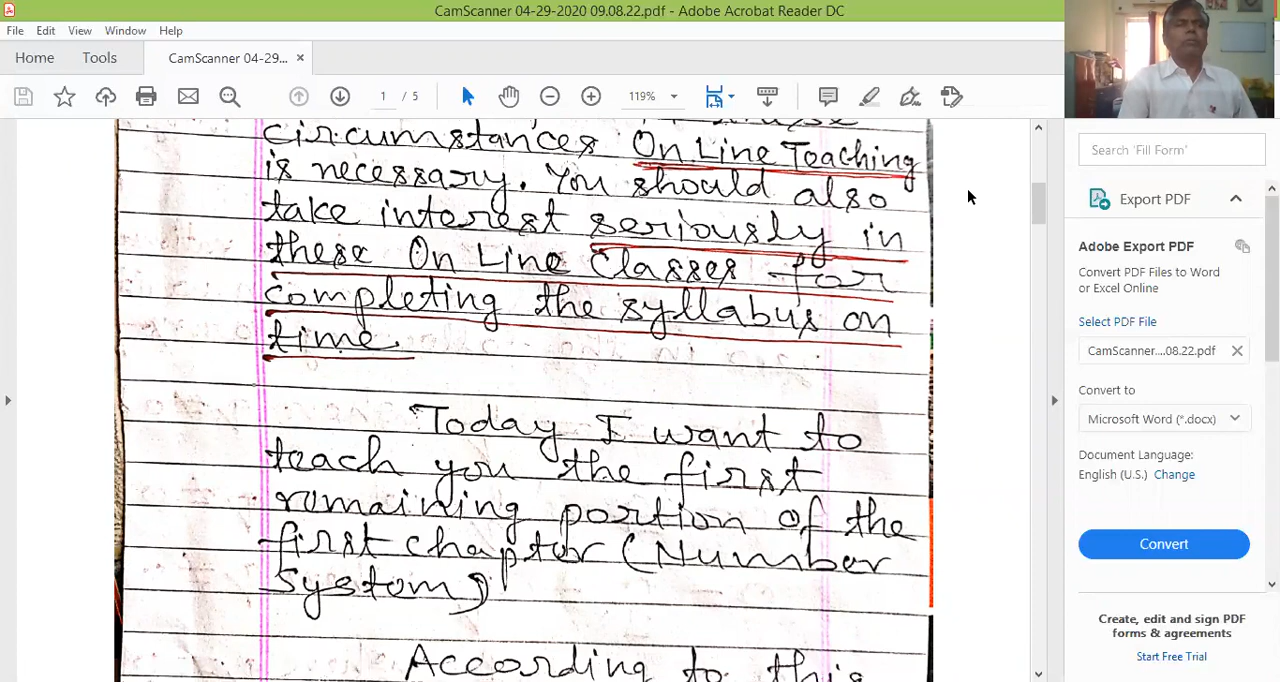 CamScanner 04-29-2020 09.08.22.pdf - Adobe Acrobat Reader DC
File Edit View Window Help
Home Tools CamScanner 04-29... ×
1 / 5 119%
circumstances On Line Teaching
is necessary. You should also
take interest seriously in
these On Line Classes for
completing the syllabus on
time.
Today I want to
teach you the first
remaining portion of the
first chapter (Number
System)
According to this
Search 'Fill Form'
Export PDF
Adobe Export PDF
Convert PDF Files to Word
or Excel Online
Select PDF File
CamScanner....08.22.pdf ×
Convert to
Microsoft Word (*.docx)
Document Language:
English (U.S.) Change
Convert
Create, edit and sign PDF
forms & agreements
Start Free Trial